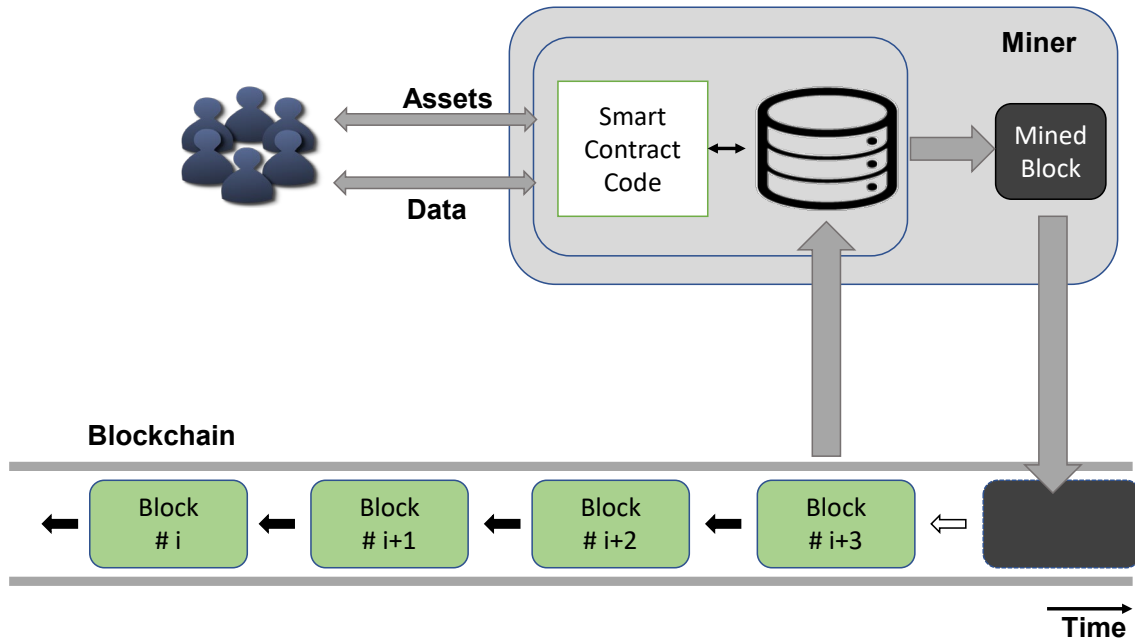 Miner
Assets
Smart
Contract
Code
Mined
Block
Data
Blockchain
Block
# i
Block
# i+1
Block
# i+2
Block
# i+3
Time